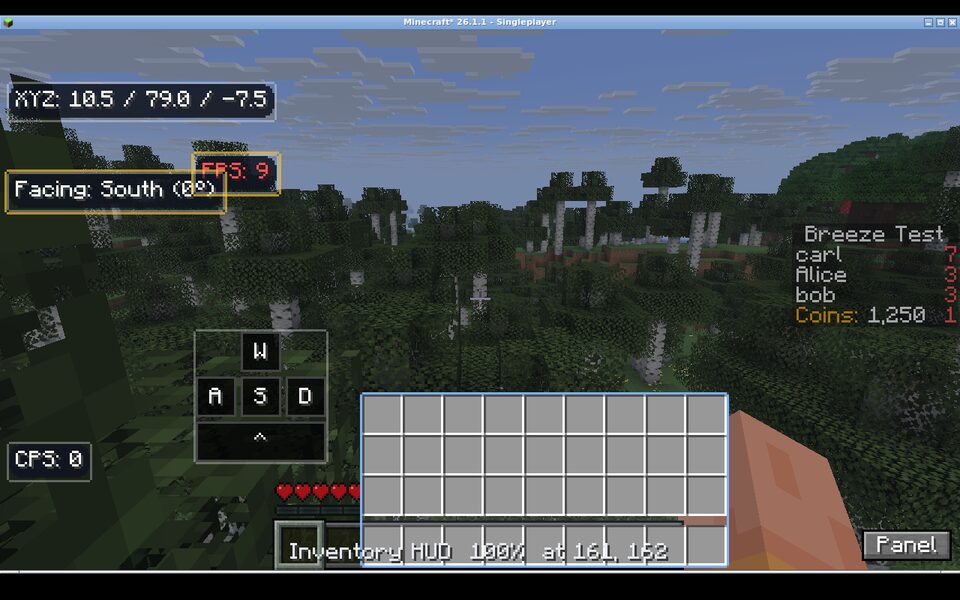 Minecraft* 26.1.1 - Singleplayer
XYZ: 10.5 / 79.0 / -7.5
FPS: 9
Facing: South (0°)
Breeze Test
carl 7
Alice 3
bob 3
Coins: 1,250 1
W
A S D
^
CPS: 0
Inventory HUD 100% at 161, 162
Panel